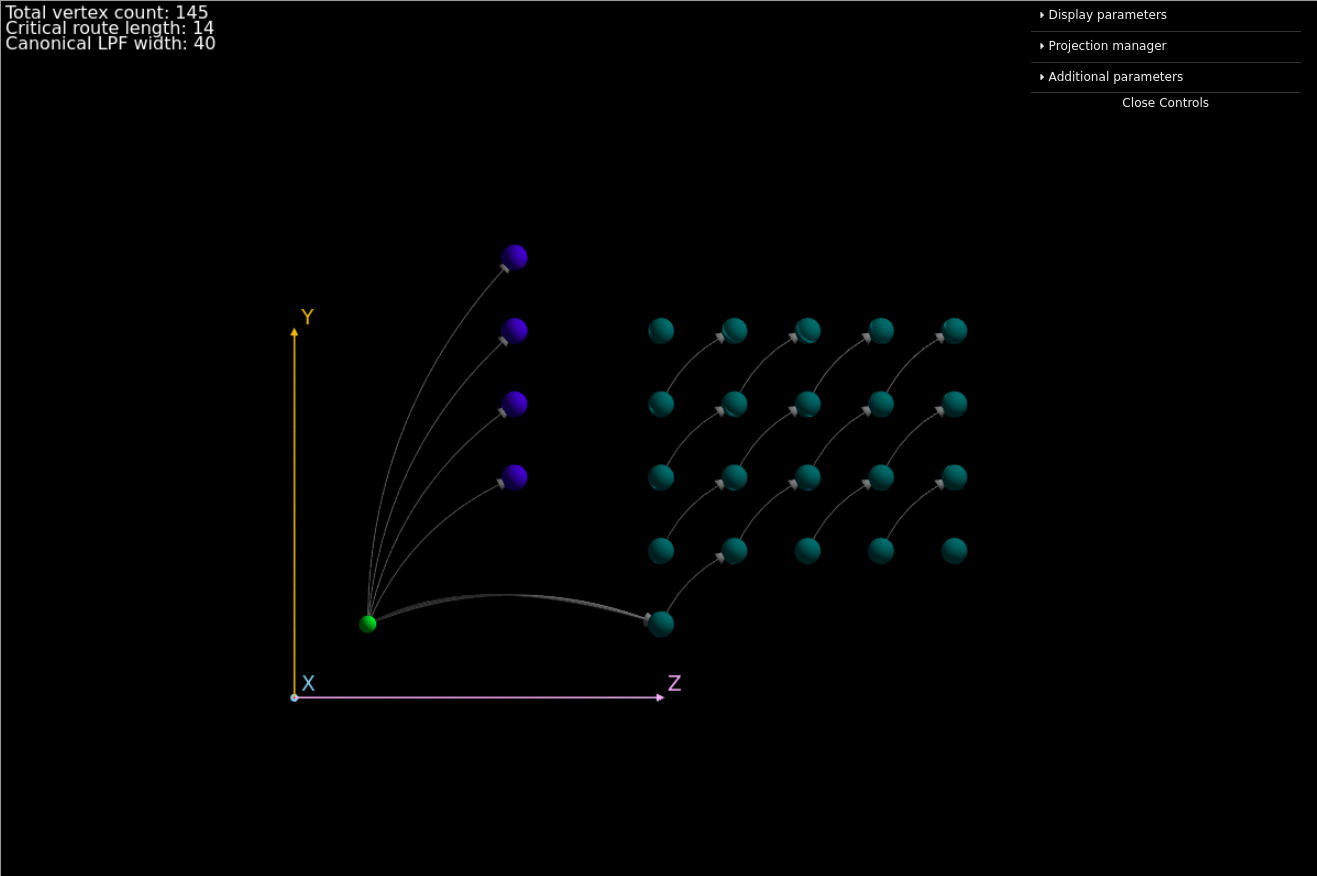 Total vertex count: 145
Critical route length: 14
Canonical LPF width: 40
Display parameters
Projection manager
Additional parameters
Close Controls
Y
X
Z